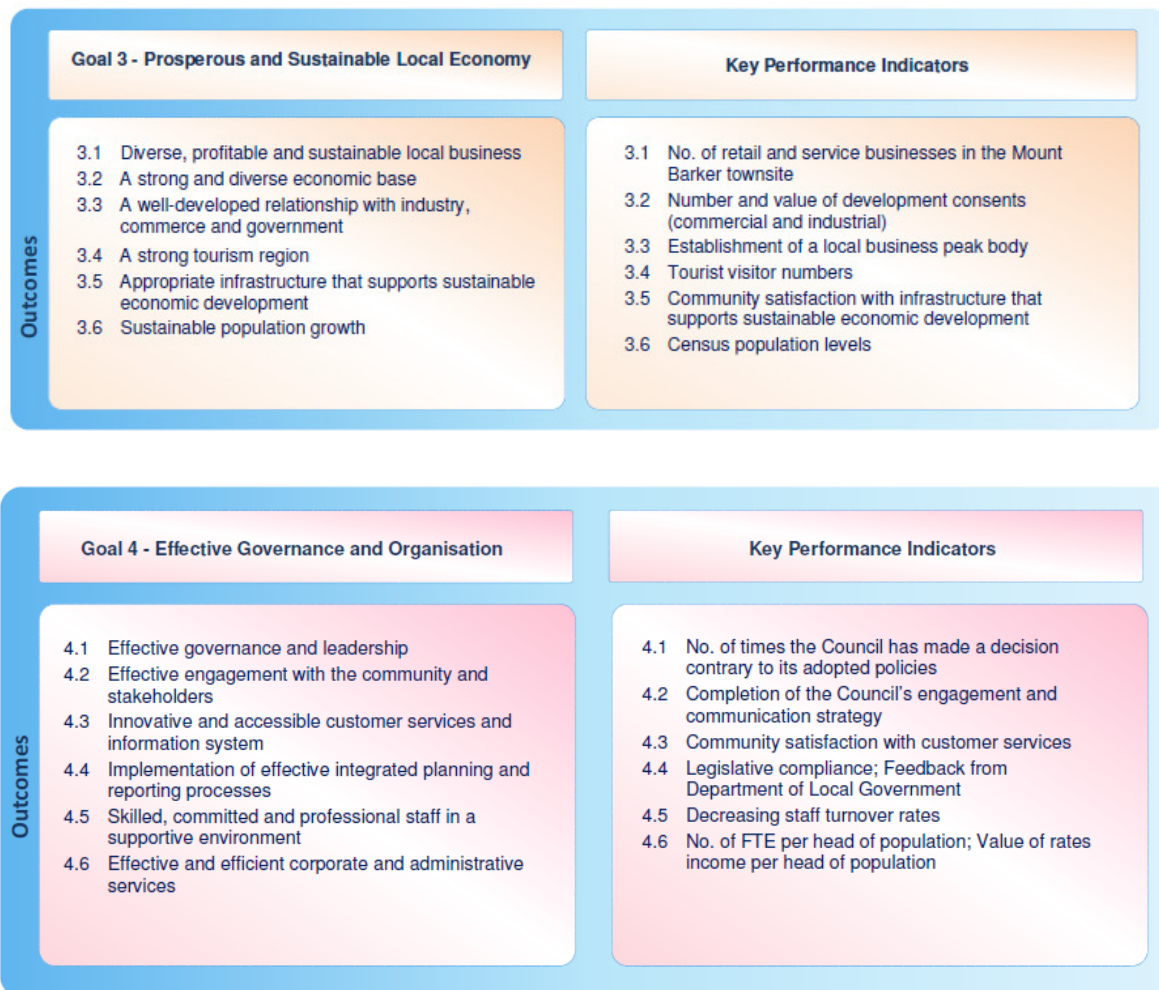 Goal 3 - Prosperous and Sustainable Local Economy
Key Performance Indicators
Outcomes
3.1 Diverse, profitable and sustainable local business
3.2 A strong and diverse economic base
3.3 A well-developed relationship with industry,
commerce and government
3.4 A strong tourism region
3.5 Appropriate infrastructure that supports sustainable
economic development
3.6 Sustainable population growth
3.1 No. of retail and service businesses in the Mount
Barker townsite
3.2 Number and value of development consents
(commercial and industrial)
3.3 Establishment of a local business peak body
3.4 Tourist visitor numbers
3.5 Community satisfaction with infrastructure that
supports sustainable economic development
3.6 Census population levels
Goal 4 - Effective Governance and Organisation
Key Performance Indicators
Outcomes
4.1 Effective governance and leadership
4.2 Effective engagement with the community and
stakeholders
4.3 Innovative and accessible customer services and
information system
4.4 Implementation of effective integrated planning and
reporting processes
4.5 Skilled, committed and professional staff in a
supportive environment
4.6 Effective and efficient corporate and administrative
services
4.1 No. of times the Council has made a decision
contrary to its adopted policies
4.2 Completion of the Council's engagement and
communication strategy
4.3 Community satisfaction with customer services
4.4 Legislative compliance; Feedback from
Department of Local Government
4.5 Decreasing staff turnover rates
4.6 No. of FTE per head of population; Value of rates
income per head of population